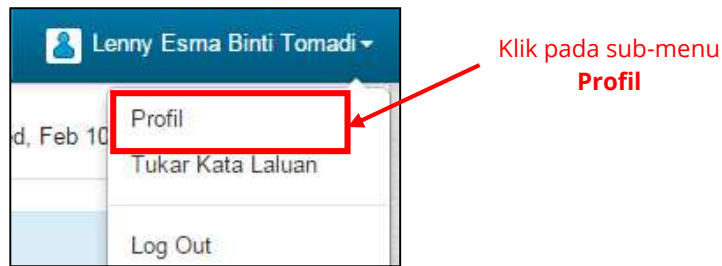 Lenny Esma Binti Tomadi
Klik pada sub-menu
Profil
d, Feb 10
Profil
Tukar Kata Laluan
Log Out